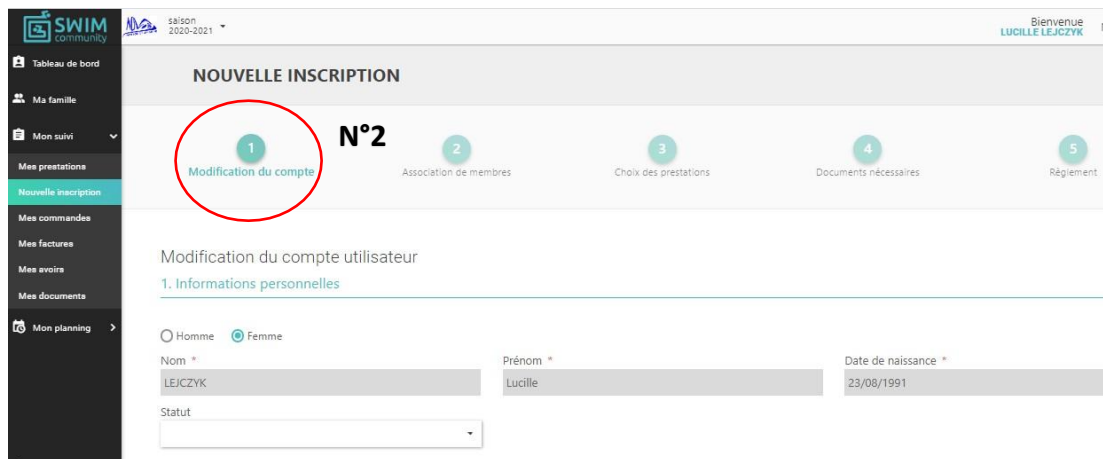 SWIM
community
saison
2020-2021
Bienvenue
LUCILLE LEJCZYK
Tableau de bord
Ma famille
Mon suivi
Mes prestations
Nouvelle inscription
Mes commandes
Mes factures
Mes avoirs
Mes documents
Mon planning
NOUVELLE INSCRIPTION
N°2
1
Modification du compte
2
Association de membres
3
Choix des prestations
4
Documents nécessaires
5
Règlement
Modification du compte utilisateur
1. Informations personnelles
Homme Femme
Nom * Prénom * Date de naissance *
LEJCZYK Lucille 23/08/1991
Statut